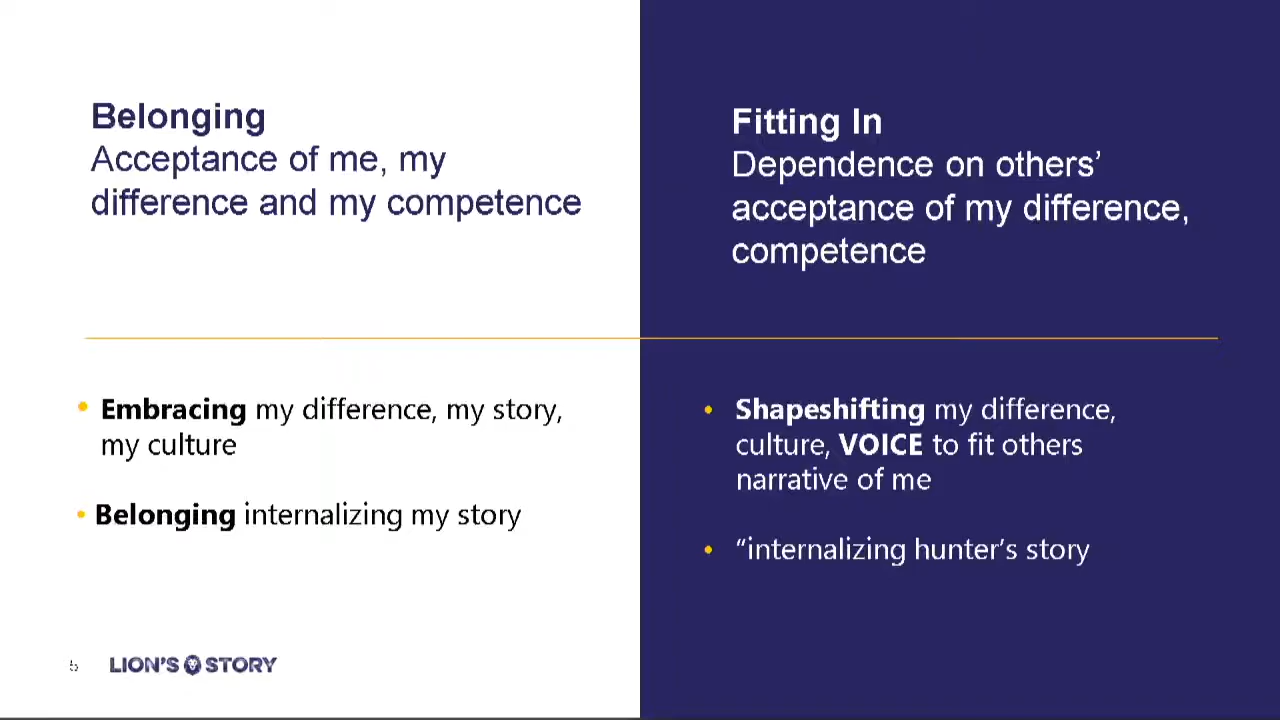 Belonging
Acceptance of me, my
difference and my competence
Fitting In
Dependence on others’
acceptance of my difference,
competence
• Embracing my difference, my story,
my culture
• Belonging internalizing my story
• Shapeshifting my difference,
culture, VOICE to fit others
narrative of me
• “internalizing hunter’s story
LION'S STORY